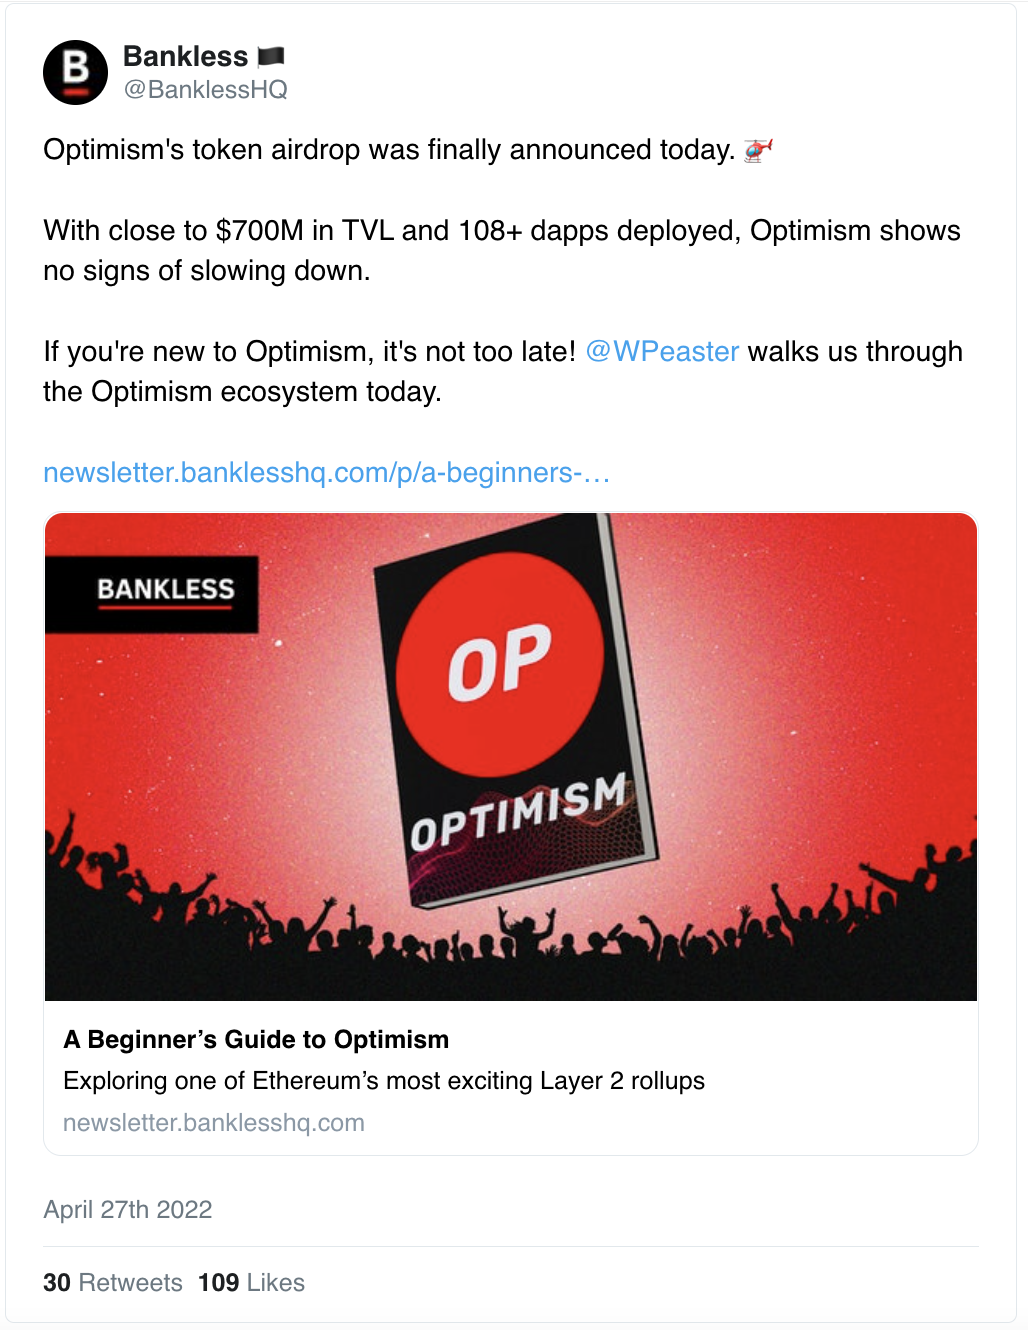 B
Bankless 🏴
@BanklessHQ
Optimism's token airdrop was finally announced today. 🚁
With close to $700M in TVL and 108+ dapps deployed, Optimism shows
no signs of slowing down.
If you're new to Optimism, it's not too late! @WPeaster walks us through
the Optimism ecosystem today.
newsletter.banklesshq.com/p/a-beginners-…
BANKLESS
OP
OPTIMISM
A Beginner’s Guide to Optimism
Exploring one of Ethereum’s most exciting Layer 2 rollups
newsletter.banklesshq.com
April 27th 2022
30 Retweets 109 Likes